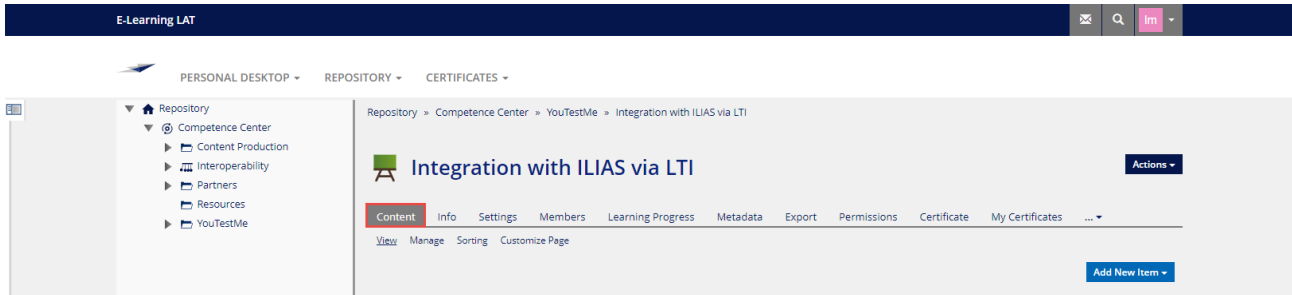 E-Learning LAT
lm
PERSONAL DESKTOP REPOSITORY CERTIFICATES
Repository
Competence Center
Content Production
Interoperability
Partners
Resources
YouTestMe
Repository » Competence Center » YouTestMe » Integration with ILIAS via LTI
Integration with ILIAS via LTI
Actions
Content Info Settings Members Learning Progress Metadata Export Permissions Certificate My Certificates ...
View Manage Sorting Customize Page
Add New Item